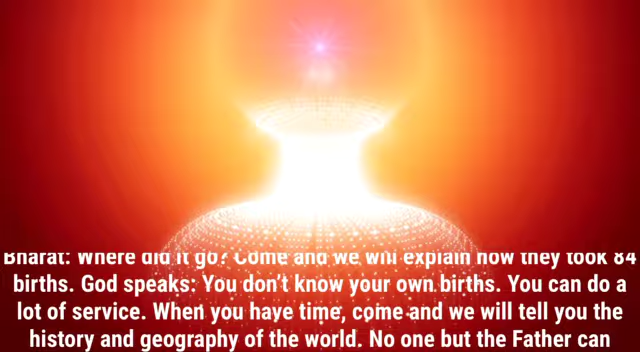 Bharat: Where did it go? Come and we will explain how they took 84
births. God speaks: You don't know your own births. You can do a
lot of service. When you have time, come and we will tell you the
history and geography of the world. No one but the Father can